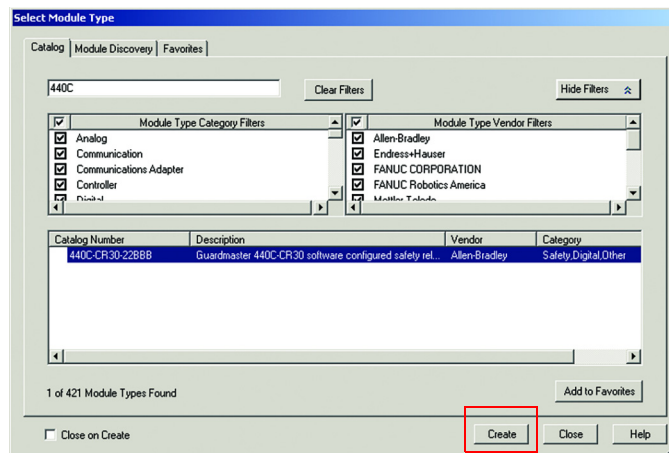 Select Module Type
Catalog Module Discovery Favorites
440C Clear Filters Hide Filters
Module Type Category Filters Module Type Vendor Filters
Analog Allen-Bradley
Communication Endress+Hauser
Communications Adapter FANUC CORPORATION
Controller FANUC Robotics America
Digital Mettler Toledo
Catalog Number Description Vendor Category
440C-CR30-22BBB Guardmaster 440C-CR30 software configured safety rel... Allen-Bradley Safety,Digital,Other
1 of 421 Module Types Found Add to Favorites
Close on Create Create Close Help